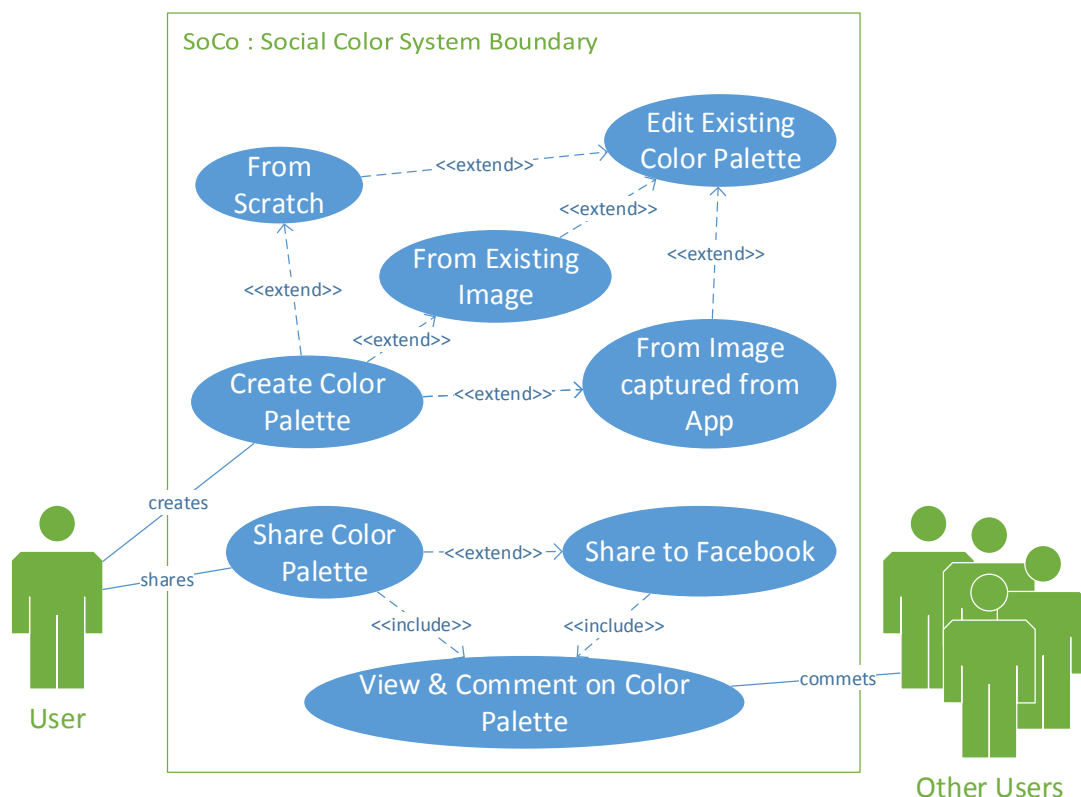 SoCo : Social Color System Boundary
Edit Existing
Color Palette
From
Scratch
<<extend>>
<<extend>>
From Existing
Image
<<extend>>
<<extend>>
<<extend>>
From Image
captured from
App
Create Color
Palette
<<extend>>
<<extend>>
creates
Share Color
Palette
<<extend>>
Share to Facebook
shares
<<include>>
<<include>>
View & Comment on Color
Palette
commets
User
Other Users